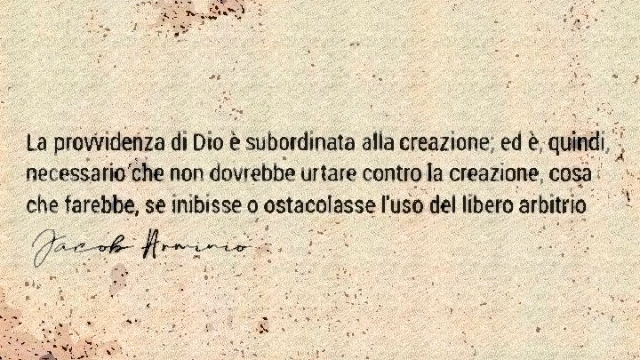 La provvidenza di Dio è subordinata alla creazione; ed è, quindi,
necessario che non dovrebbe urtare contro la creazione, cosa
che farebbe, se inibisse o ostacolasse l'uso del libero arbitrio
Jacob Arminio